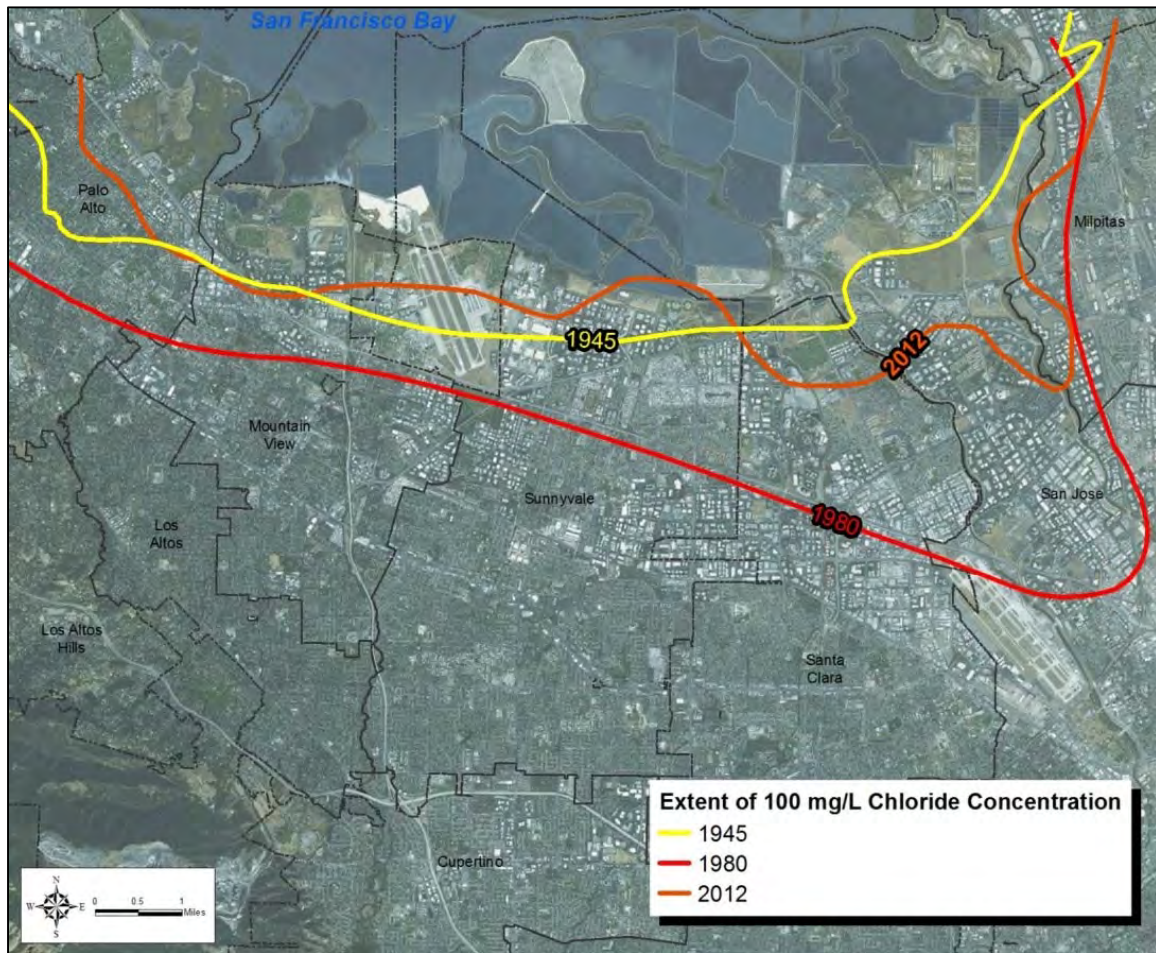 San Francisco Bay
Palo
Alto
Milpitas
1945
2012
Mountain
View
Sunnyvale
San Jose
1980
Los
Altos
Los Altos
Hills
Santa
Clara
Cupertino
Extent of 100 mg/L Chloride Concentration
1945
1980
2012
N
W E
S
0 0.5 1
Miles